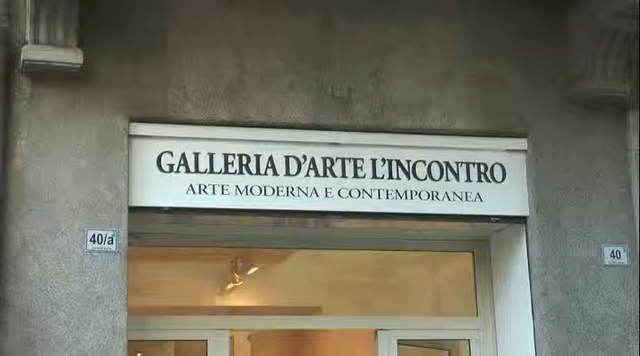 GALLERIA D'ARTE L'INCONTRO
ARTE MODERNA E CONTEMPORANEA
40/a
40